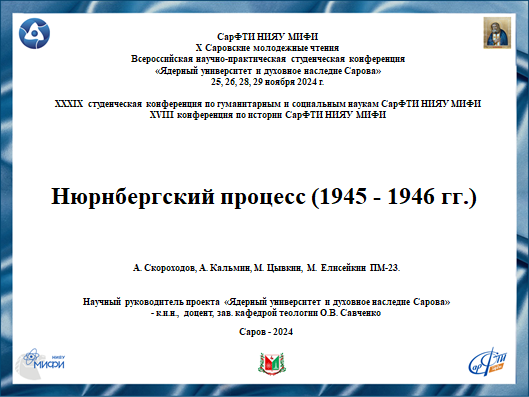 СарФТИ НИЯУ МИФИ
X Саровские молодежные чтения
Всероссийская научно-практическая студенческая конференция
«Ядерный университет и духовное наследие Сарова»
25, 26, 28, 29 ноября 2024 г.
XXXIX студенческая конференция по гуманитарным и социальным наукам СарФТИ НИЯУ МИФИ
XVIII конференция по истории СарФТИ НИЯУ МИФИ
Нюрнбергский процесс (1945 - 1946 гг.)
А. Скороходов, А. Кальмин, М. Цывкин, М. Елисейкин ПМ-23.
Научный руководитель проекта «Ядерный университет и духовное наследие Сарова»
- к.и.н., доцент, зав. кафедрой теологии О.В. Савченко
Саров - 2024
НИЯУ
МИФИ
СарФТИ